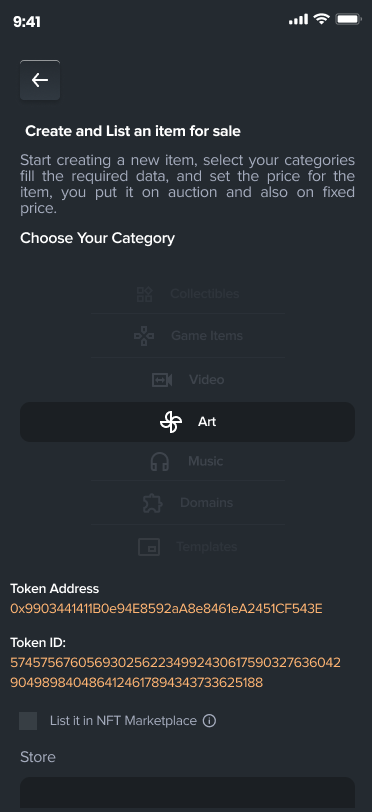 9:41
Create and List an item for sale
Start creating a new item, select your categories
fill the required data, and set the price for the
item, you put it on auction and also on fixed
price.
Choose Your Category
Collectibles
Game Items
Video
Art
Music
Domains
Templates
Token Address
0x9903441411B0e94E8592aA8e8461eA2451CF543E
Token ID:
5745756760569302562234992430617590327636042
904989840486412461789434373362518​8
List it in NFT Marketplace
Store